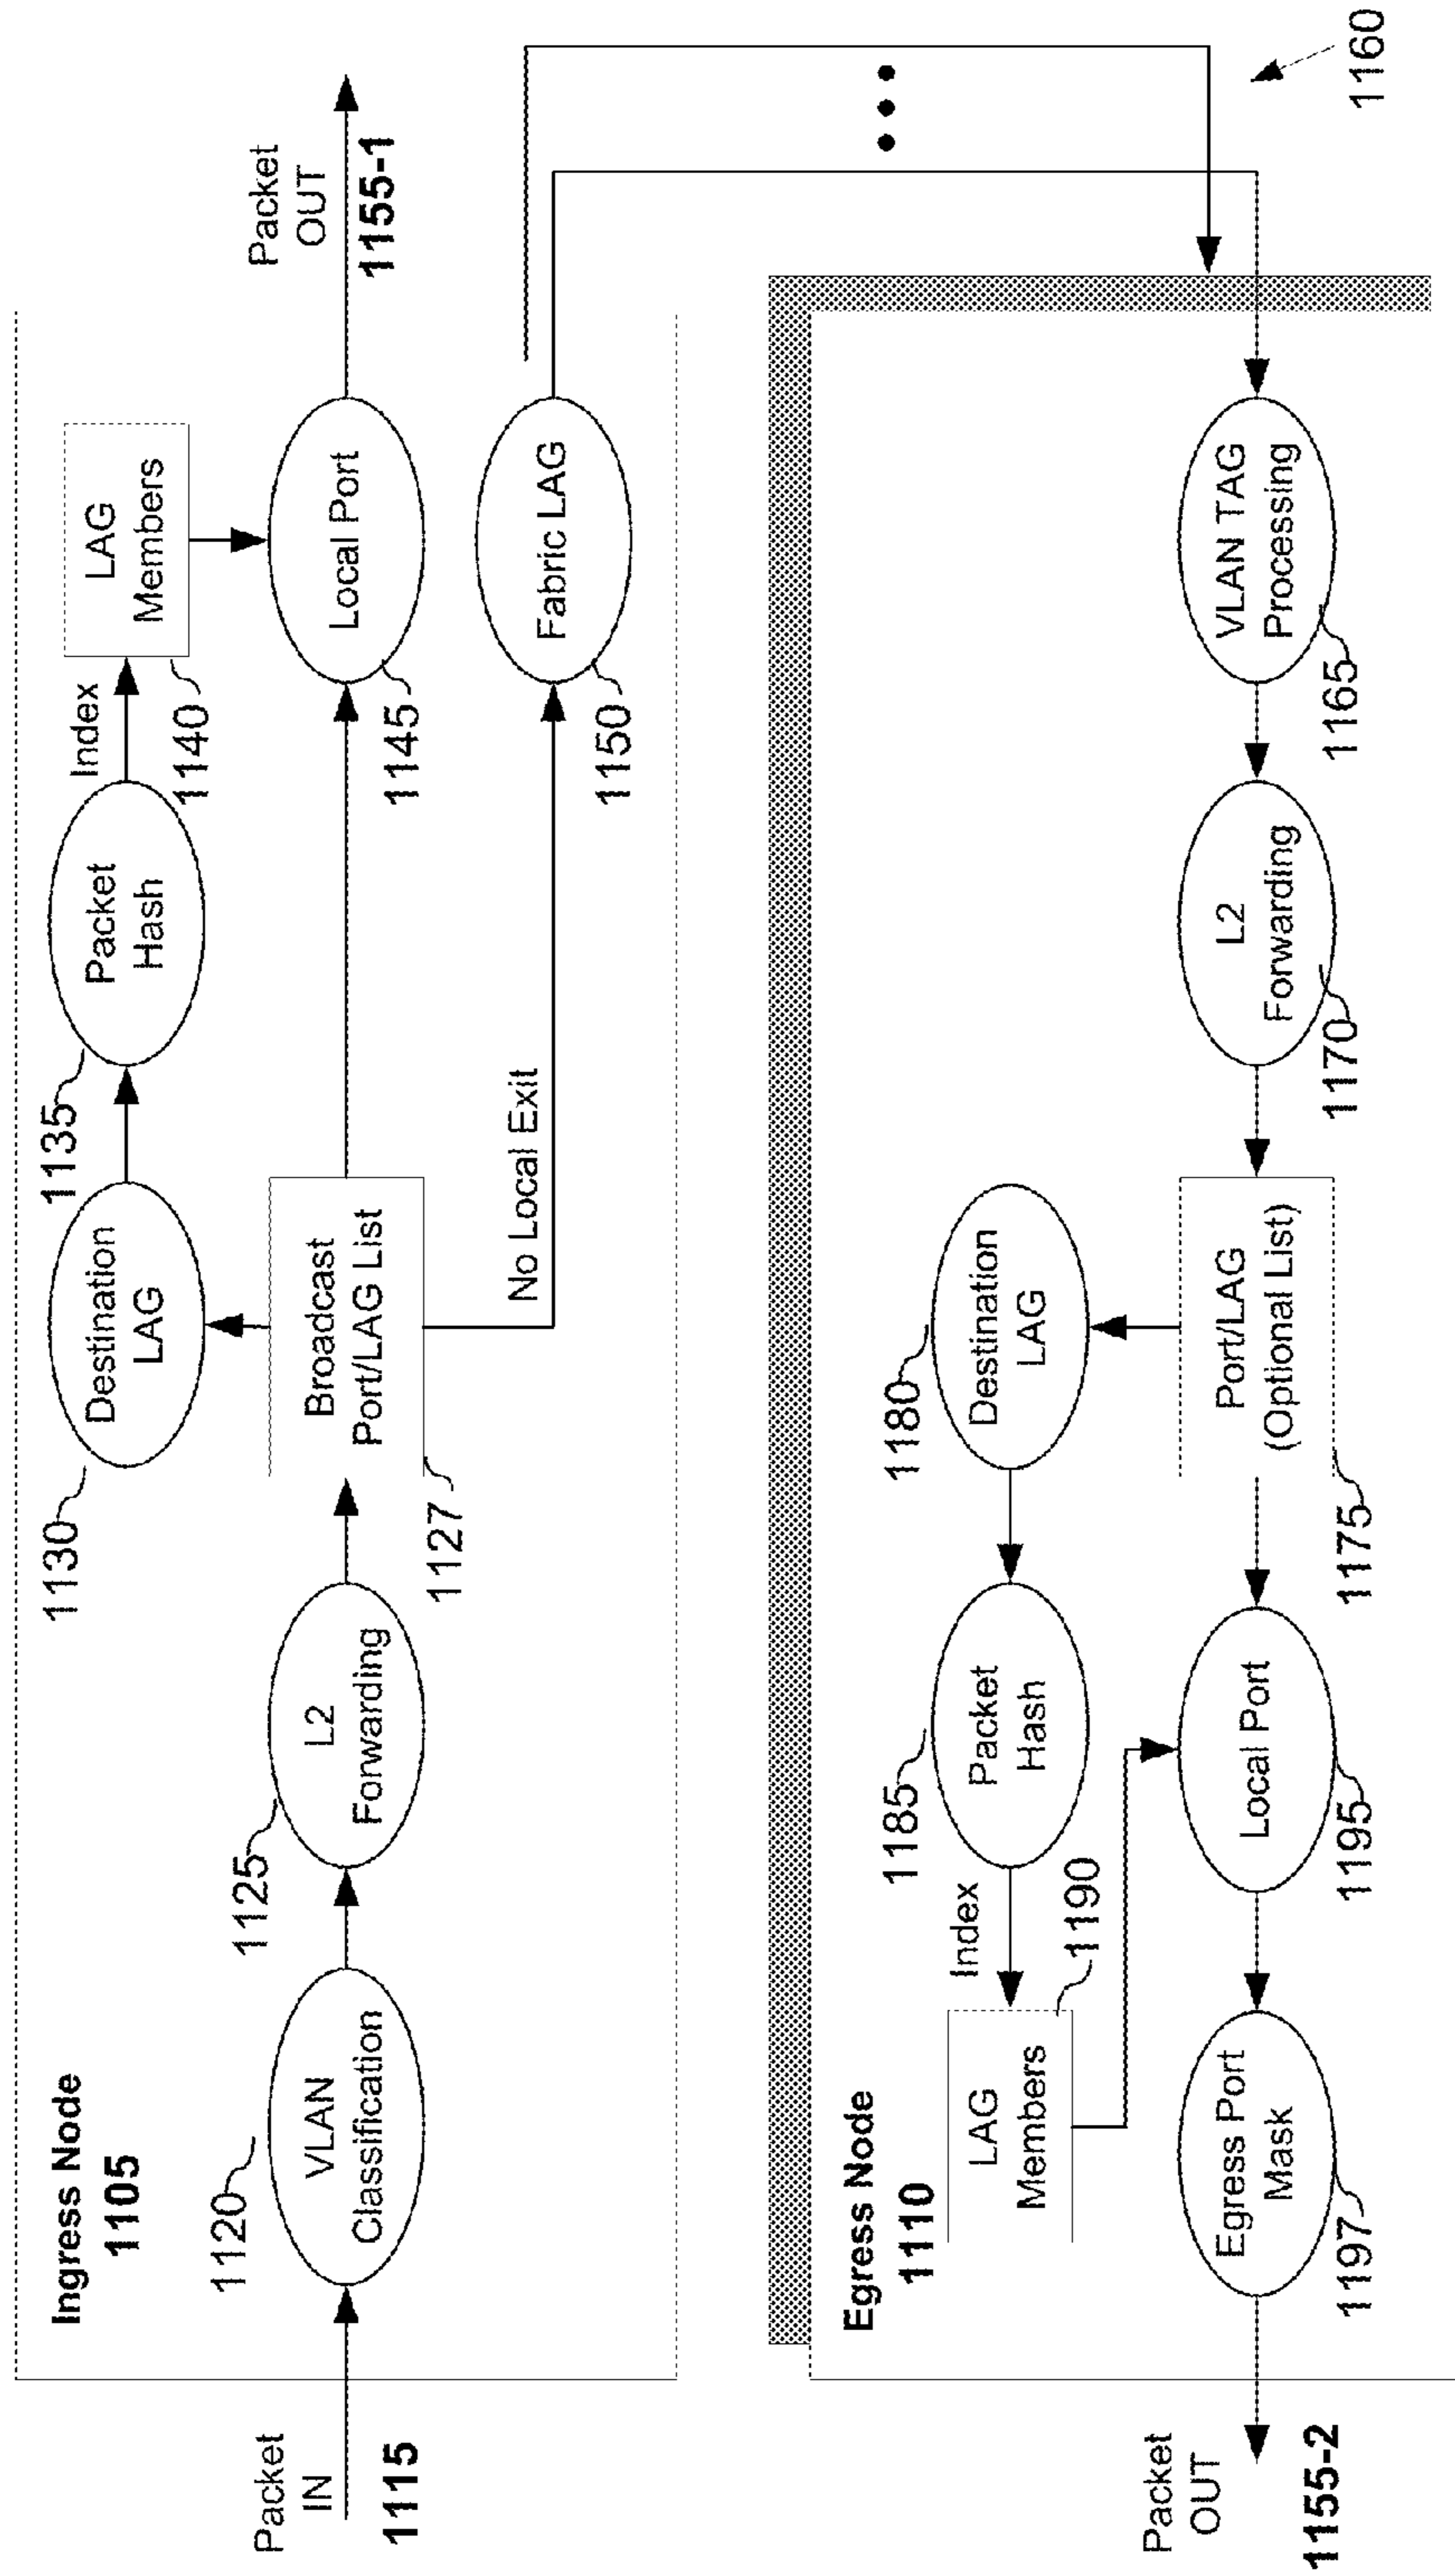 Ingress Node
1105
Packet
IN
1115
1120
VLAN
Classification
1125
L2
Forwarding
1127
Broadcast
Port/LAG List
1130
Destination
LAG
1135
Packet
Hash
Index
1140
LAG
Members
1145
Local Port
Packet
OUT
1155-1
No Local Exit
1150
Fabric LAG
1160
Egress Node
1110
VLAN TAG
Processing
1165
L2
Forwarding
1170
Port/LAG
(Optional List)
1175
1180
Destination
LAG
1185
Packet
Hash
Index
1190
LAG
Members
Local Port
1195
Egress Port
Mask
1197
Packet
OUT
1155-2